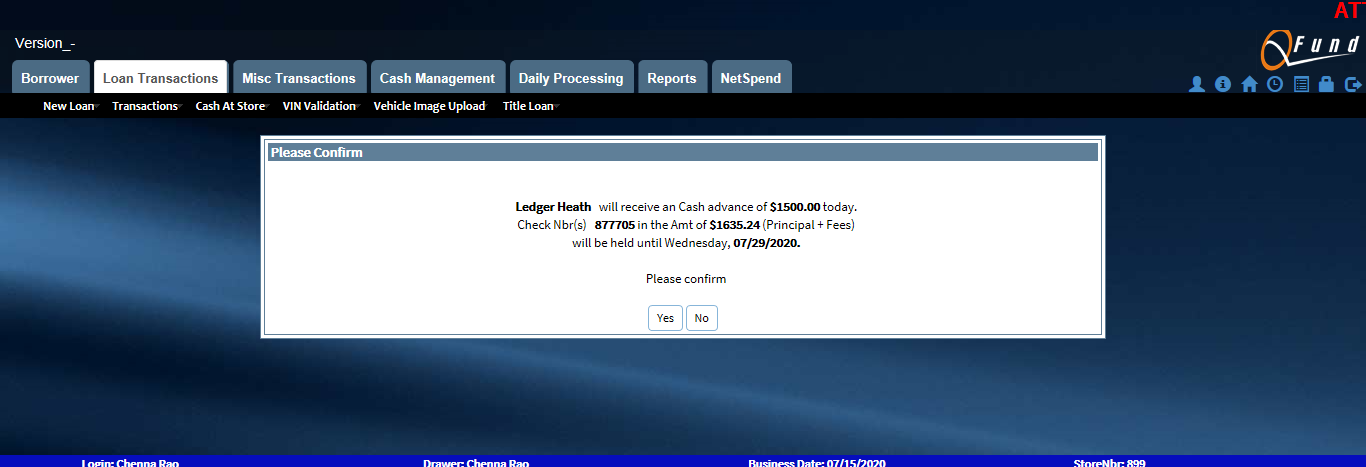 AT
Version_-
QFund
Borrower Loan Transactions Misc Transactions Cash Management Daily Processing Reports NetSpend
New Loan Transactions Cash At Store VIN Validation Vehicle Image Upload Title Loan
Please Confirm
Ledger Heath will receive an Cash advance of $1500.00 today.
Check Nbr(s) 877705 in the Amt of $1635.24 (Principal + Fees)
will be held until Wednesday, 07/29/2020.
Please confirm
Yes No
Login: Chenna Rao Drawer: Chenna Rao Business Date: 07/15/2020 StoreNbr: 899